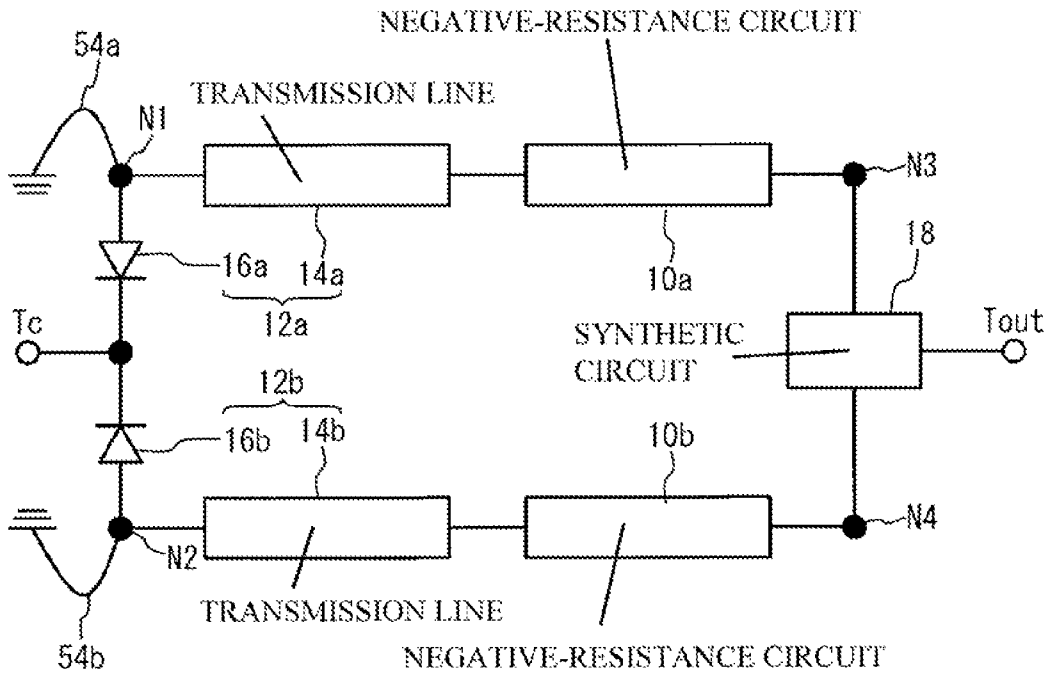 NEGATIVE-RESISTANCE CIRCUIT
54a
TRANSMISSION LINE
N1
N3
16a
14a
12a
10a
18
Tc
Tout
SYNTHETIC
CIRCUIT
12b
16b
14b
10b
N2
N4
TRANSMISSION LINE
54b
NEGATIVE-RESISTANCE CIRCUIT